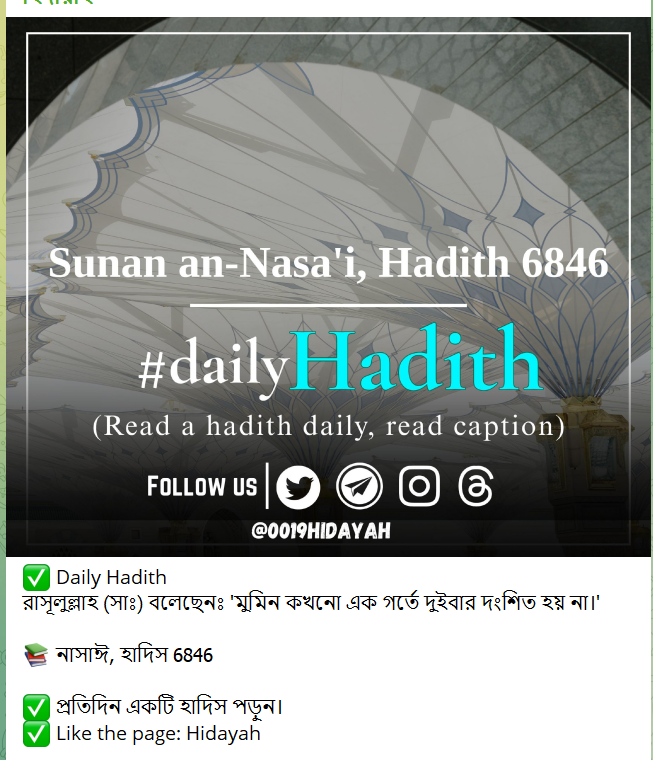 Sunan an-Nasa'i, Hadith 6846
#dailyHadith
(Read a hadith daily, read caption)
FOLLOW US
@0019HIDAYAH
Daily Hadith
রাসূলুল্লাহ (সাঃ) বলেছেনঃ 'মুমিন কখনো এক গর্তে দুইবার দংশিত হয় না।'
নাসাঈ, হাদিস 6846
প্রতিদিন একটি হাদিস পড়ুন।
Like the page: Hidayah